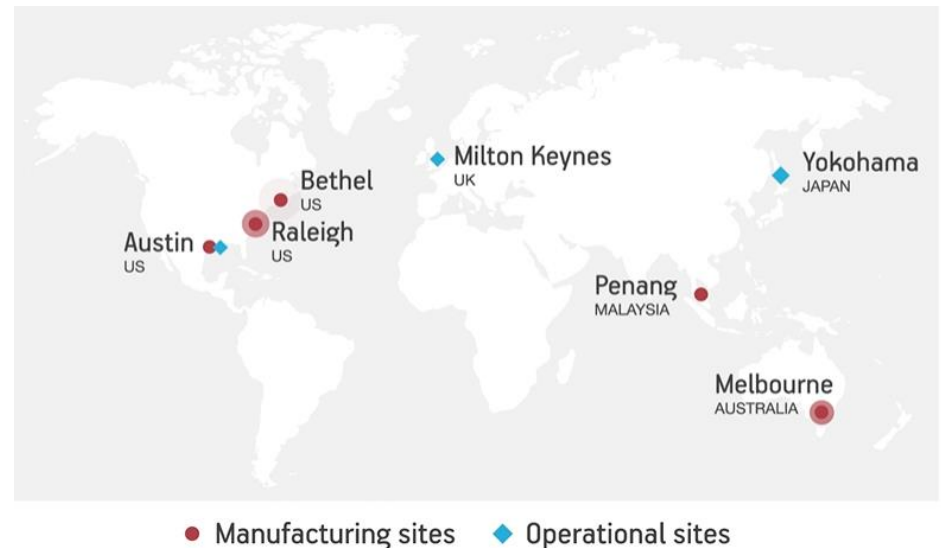 Milton Keynes
UK
Yokohama
JAPAN
Bethel
US
Raleigh
US
Austin
US
Penang
MALAYSIA
Melbourne
AUSTRALIA
Manufacturing sites
Operational sites